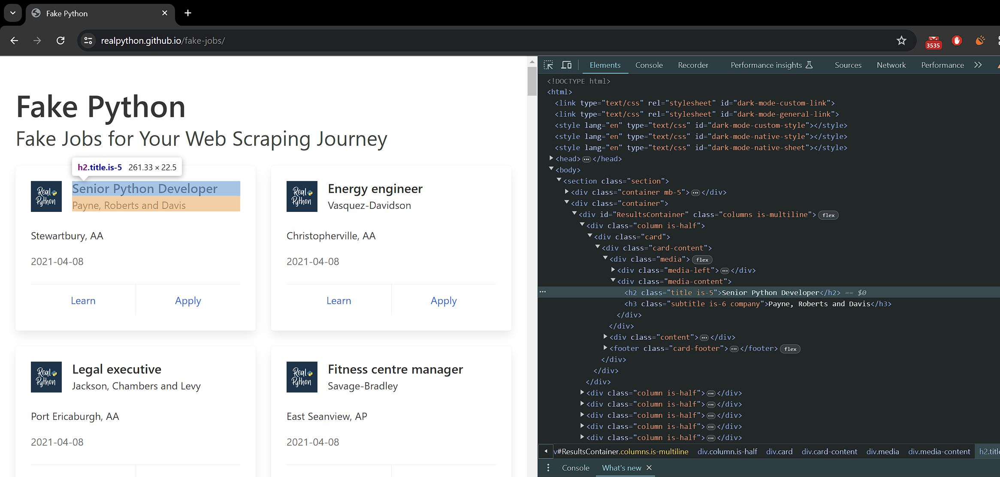 Fake Python
realpython.github.io/fake-jobs/
3535
Fake Python
Fake Jobs for Your Web Scraping Journey
h2.title.is-5 261.33 × 22.5
Real Python
Senior Python Developer
Payne, Roberts and Davis
Stewartbury, AA
2021-04-08
Learn Apply
Real Python
Energy engineer
Vasquez-Davidson
Christopherville, AA
2021-04-08
Learn Apply
Real Python
Legal executive
Jackson, Chambers and Levy
Port Ericaburgh, AA
2021-04-08
Real Python
Fitness centre manager
Savage-Bradley
East Seanview, AP
2021-04-08
Elements Console Recorder Performance insights Sources Network Performance
<!DOCTYPE html>
<html>
<link type="text/css" rel="stylesheet" id="dark-mode-custom-link">
<link type="text/css" rel="stylesheet" id="dark-mode-general-link">
<style lang="en" type="text/css" id="dark-mode-custom-style"></style>
<style lang="en" type="text/css" id="dark-mode-native-style"></style>
<style lang="en" type="text/css" id="dark-mode-native-sheet"></style>
<head>…</head>
<body>
<section class="section">
<div class="container mb-5">…</div>
<div class="container">
<div id="ResultsContainer" class="columns is-multiline"> flex
<div class="column is-half">
<div class="card">
<div class="card-content">
<div class="media"> flex
<div class="media-left">…</div>
<div class="media-content">
… <h2 class="title is-5">Senior Python Developer</h2> == $0
<h3 class="subtitle is-6 company">Payne, Roberts and Davis</h3>
</div>
</div>
<div class="content">…</div>
<footer class="card-footer">…</footer> flex
</div>
</div>
</div>
<div class="column is-half">…</div>
<div class="column is-half">…</div>
<div class="column is-half">…</div>
<div class="column is-half">…</div>
<div class="column is-half">…</div>
v#ResultsContainer.columns.is-multiline div.column.is-half div.card div.card-content div.media div.media-content h2.title
Console What's new